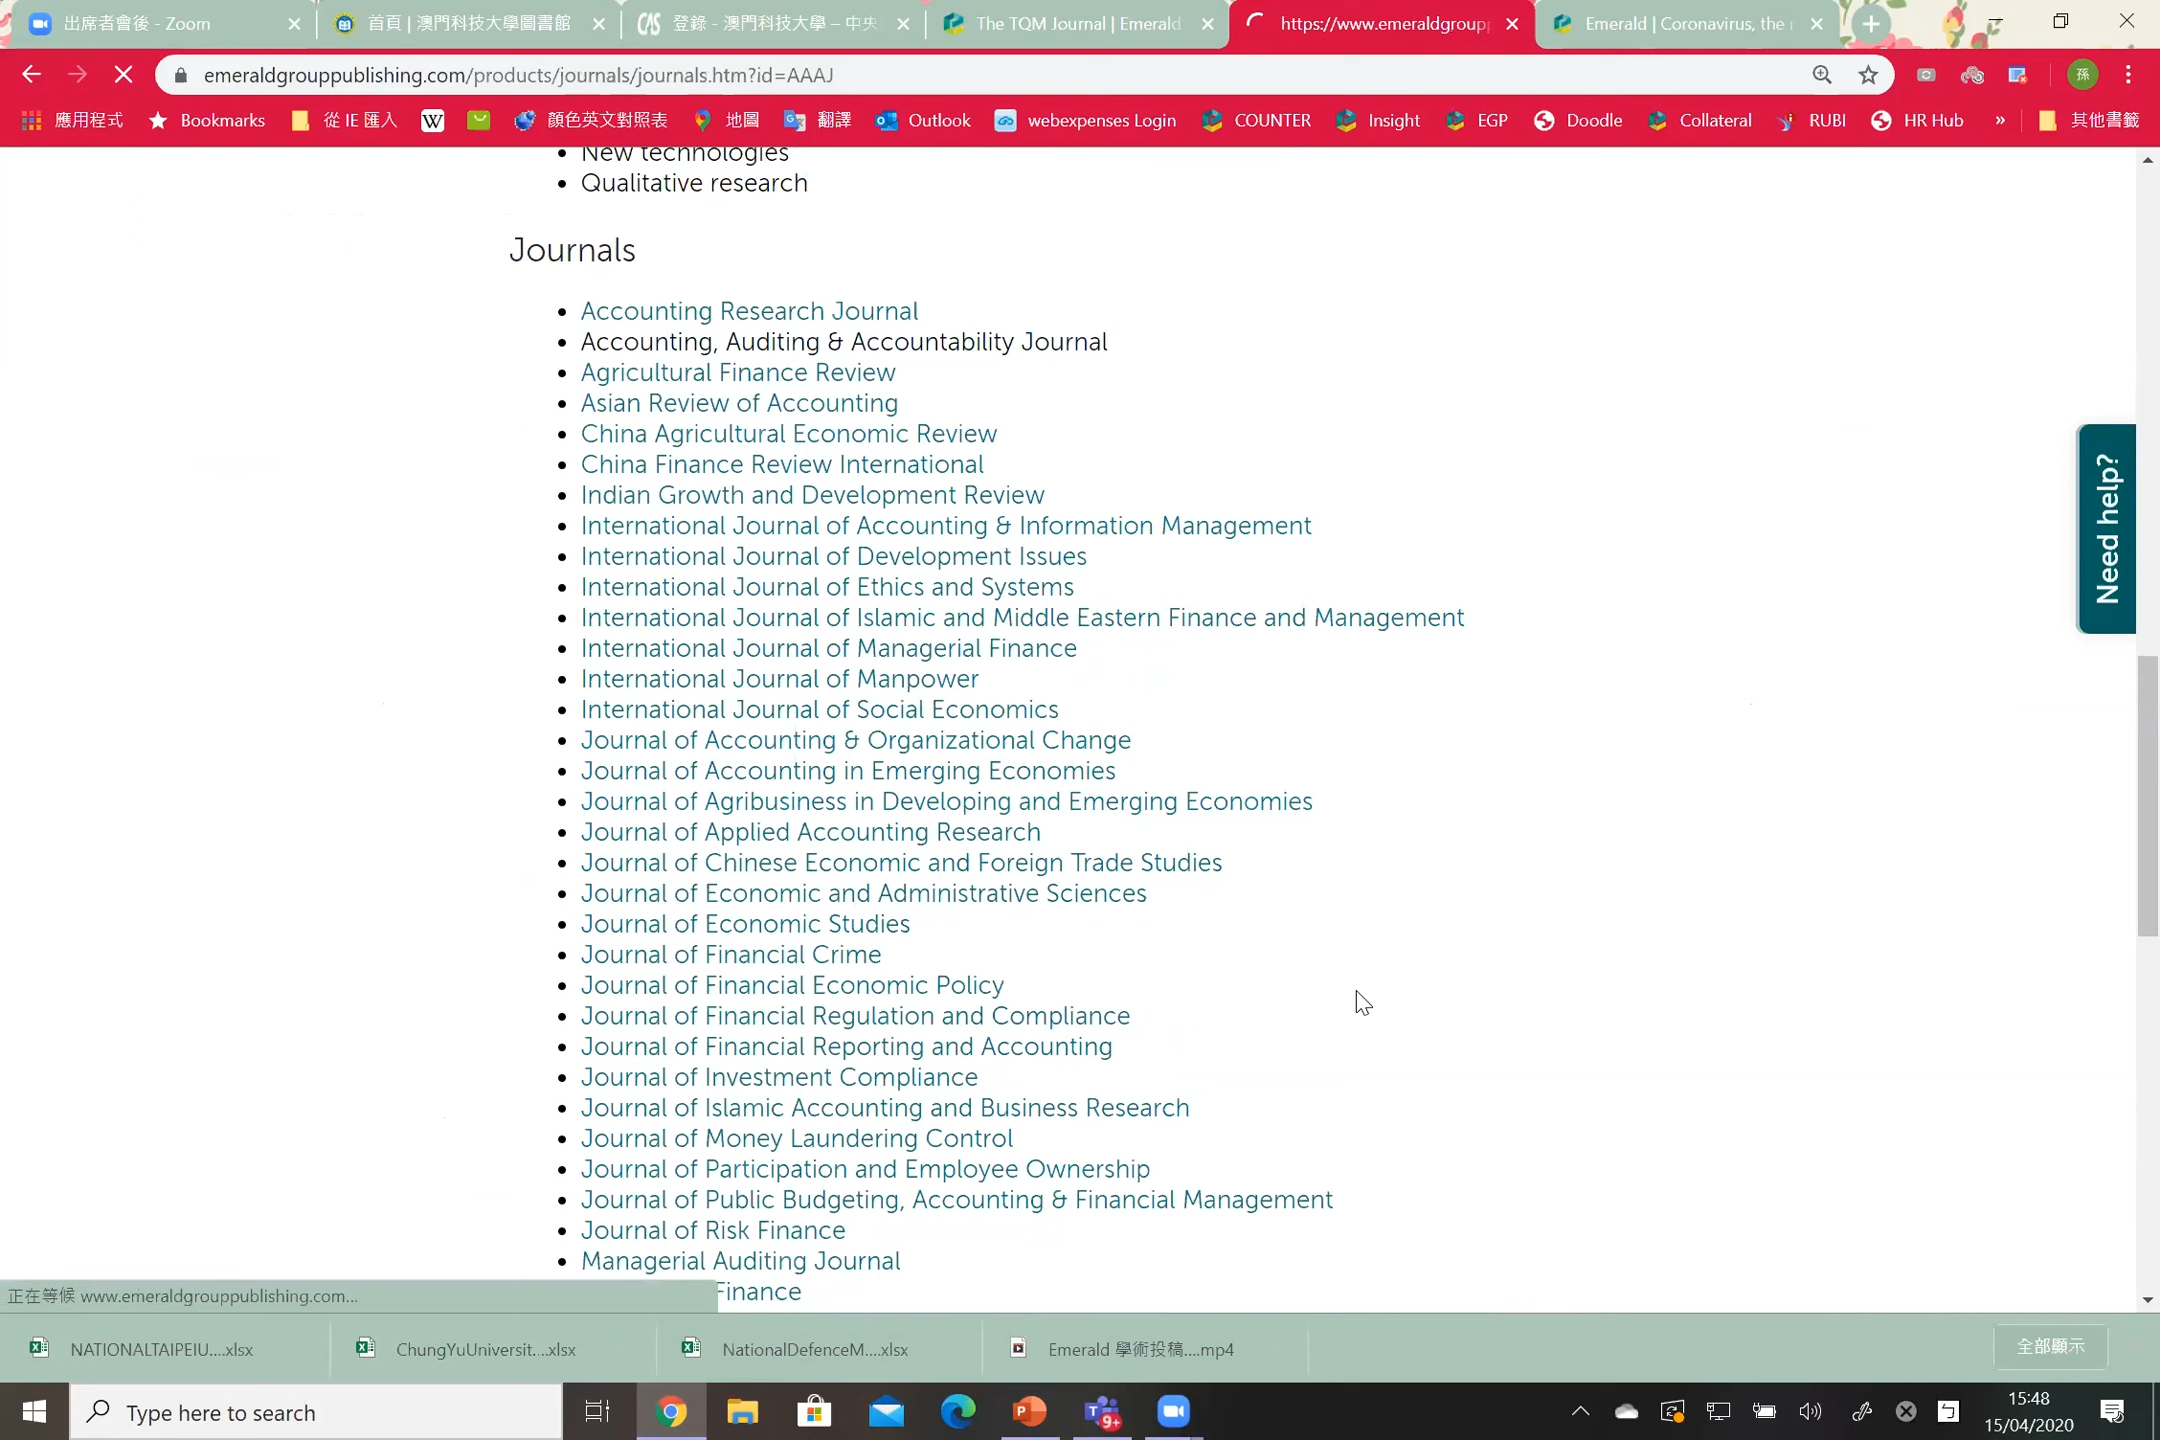 出席者會後 - Zoom
首頁 | 澳門科技大學圖書館
CAS 登錄 - 澳門科技大學 – 中央
The TQM Journal | Emerald
https://www.emeraldgroupp
Emerald | Coronavirus, the
emeraldgrouppublishing.com/products/journals/journals.htm?id=AAAJ
孫
應用程式
Bookmarks
從 IE 匯入
W
顏色英文對照表
地圖
翻譯
Outlook
webexpenses Login
COUNTER
Insight
EGP
Doodle
Collateral
RUBI
HR Hub
»
其他書籤
New technologies
Qualitative research
Journals
Accounting Research Journal
Accounting, Auditing & Accountability Journal
Agricultural Finance Review
Asian Review of Accounting
China Agricultural Economic Review
China Finance Review International
Indian Growth and Development Review
International Journal of Accounting & Information Management
International Journal of Development Issues
International Journal of Ethics and Systems
International Journal of Islamic and Middle Eastern Finance and Management
International Journal of Managerial Finance
International Journal of Manpower
International Journal of Social Economics
Journal of Accounting & Organizational Change
Journal of Accounting in Emerging Economies
Journal of Agribusiness in Developing and Emerging Economies
Journal of Applied Accounting Research
Journal of Chinese Economic and Foreign Trade Studies
Journal of Economic and Administrative Sciences
Journal of Economic Studies
Journal of Financial Crime
Journal of Financial Economic Policy
Journal of Financial Regulation and Compliance
Journal of Financial Reporting and Accounting
Journal of Investment Compliance
Journal of Islamic Accounting and Business Research
Journal of Money Laundering Control
Journal of Participation and Employee Ownership
Journal of Public Budgeting, Accounting & Financial Management
Journal of Risk Finance
Managerial Auditing Journal
Finance
Need help?
正在等候 www.emeraldgrouppublishing.com...
NATIONALTAIPEIU....xlsx
ChungYuUniversit....xlsx
NationalDefenceM....xlsx
Emerald 學術投稿....mp4
全部顯示
Type here to search
9+
ㄅ
15:48
15/04/2020